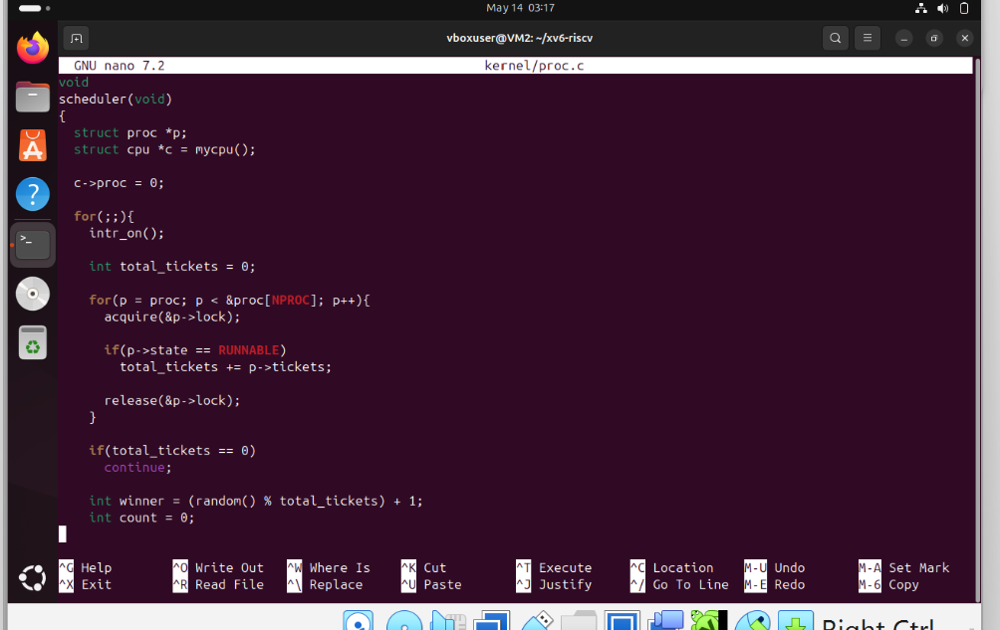 May 14 03:17
vboxuser@VM2: ~/xv6-riscv
GNU nano 7.2 kernel/proc.c
void
scheduler(void)
{
  struct proc *p;
  struct cpu *c = mycpu();

  c->proc = 0;

  for(;;){
    intr_on();

    int total_tickets = 0;

    for(p = proc; p < &proc[NPROC]; p++){
      acquire(&p->lock);

      if(p->state == RUNNABLE)
        total_tickets += p->tickets;

      release(&p->lock);
    }

    if(total_tickets == 0)
      continue;

    int winner = (random() % total_tickets) + 1;
    int count = 0;

^G Help ^O Write Out ^W Where Is ^K Cut ^T Execute ^C Location M-U Undo M-A Set Mark
^X Exit ^R Read File ^\ Replace ^U Paste ^J Justify ^/ Go To Line M-E Redo M-6 Copy
Right Ctrl